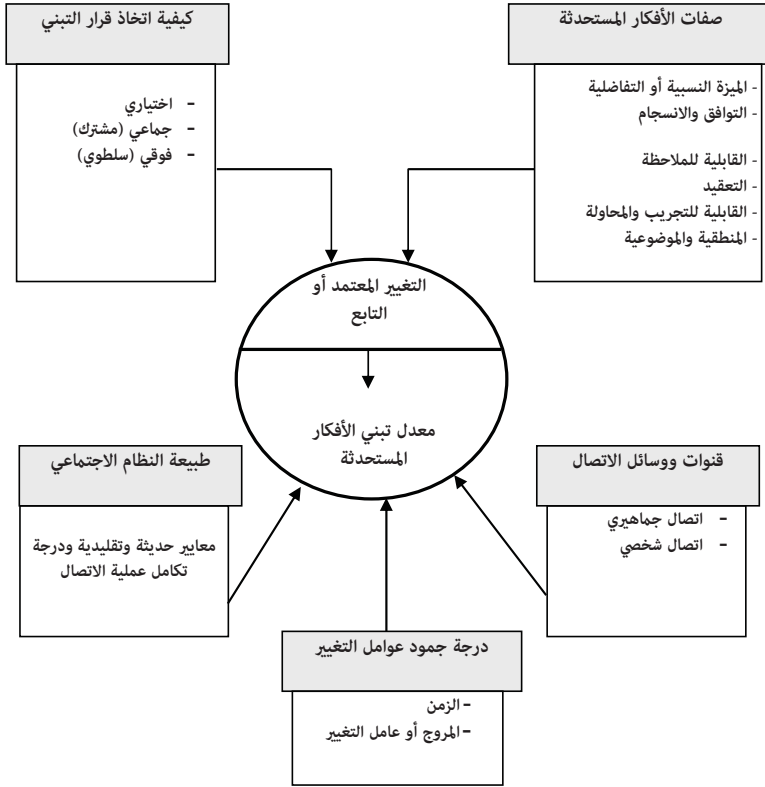 صفات الأفكار المستحدثة
- الميزة النسبية أو التفاضلية
- التوافق والانسجام
- القابلية للملاحظة
- التعقيد
- القابلية للتجريب والمحاولة
- المنطقية والموضوعية
كيفية اتخاذ قرار التبني
- اختياري
- جماعي (مشترك)
- فوقي (سلطوي)
التغيير المعتمد أو
التابع
معدل تبني الأفكار
المستحدثة
قنوات ووسائل الاتصال
- اتصال جماهيري
- اتصال شخصي
طبيعة النظام الاجتماعي
معايير حديثة وتقليدية ودرجة
تكامل عملية الاتصال
درجة جمود عوامل التغيير
- الزمن
- المروج أو عامل التغيير